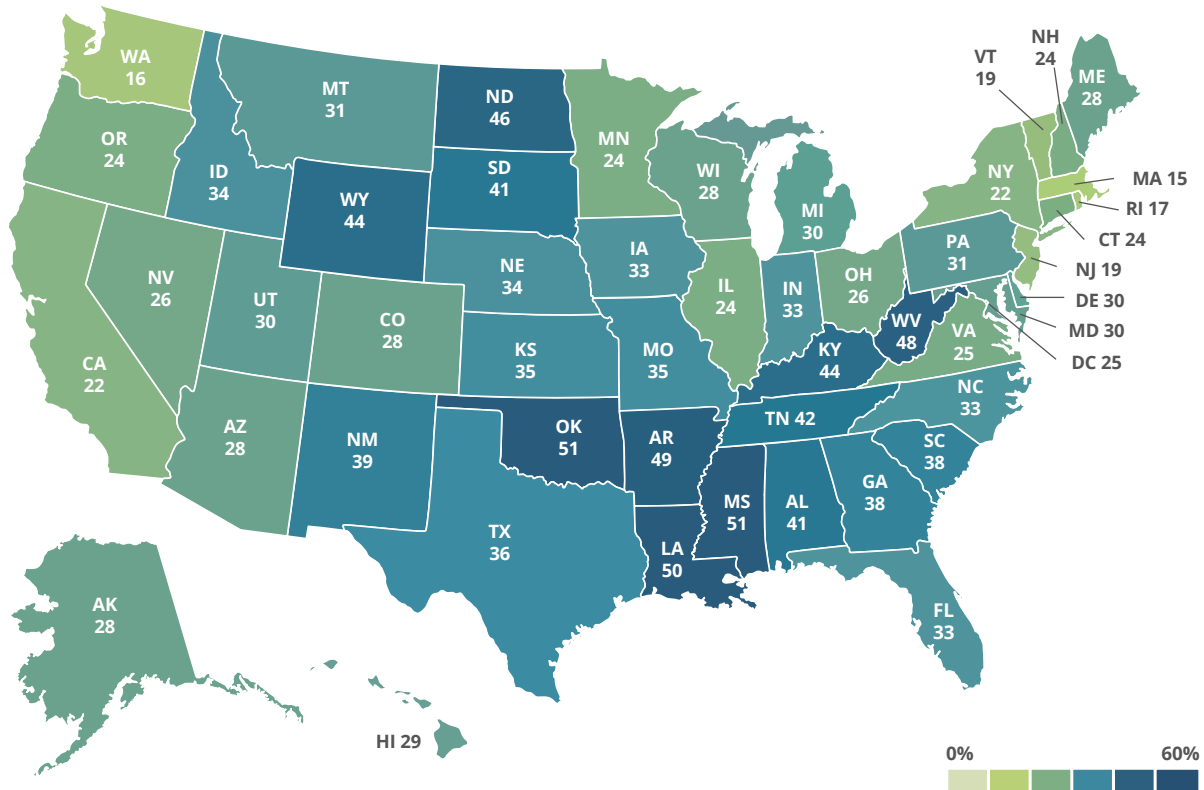 WA
16
OR
24
CA
22
NV
26
ID
34
MT
31
WY
44
UT
30
CO
28
AZ
28
NM
39
ND
46
SD
41
NE
34
KS
35
OK
51
TX
36
MN
24
IA
33
MO
35
AR
49
LA
50
WI
28
IL
24
MI
30
IN
33
OH
26
KY
44
TN 42
MS
51
AL
41
GA
38
FL
33
SC
38
NC
33
VA
25
WV
48
PA
31
NY
22
VT
19
NH
24
ME
28
MA 15
RI 17
CT 24
NJ 19
DE 30
MD 30
DC 25
AK
28
HI 29
0%
60%